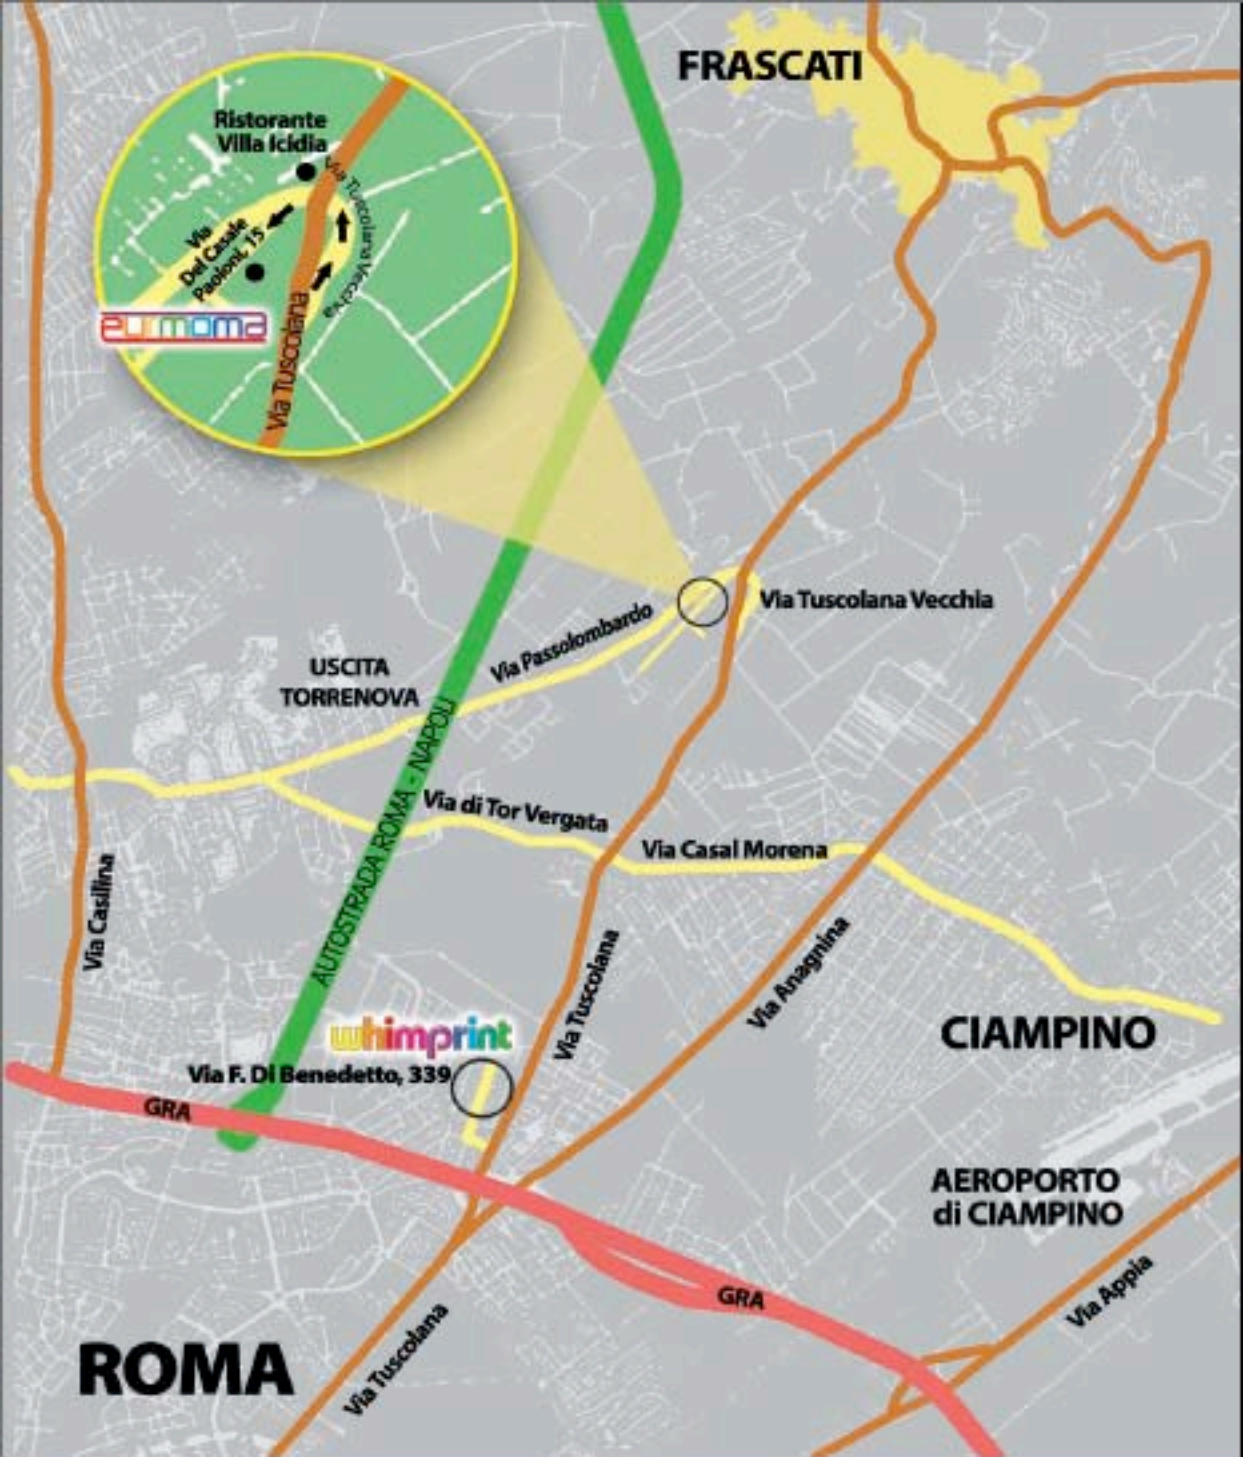 FRASCATI
Ristorante
Villa Icidia
Via Tuscolana Vecchia
Via
Del Casale
Paoloni, 15
eurmoma
Via Tuscolana
Via Tuscolana Vecchia
Via Passolombardo
USCITA
TORRENOVA
AUTOSTRADA ROMA - NAPOLI
Via di Tor Vergata
Via Casal Morena
Via Casilina
Via Tuscolana
Via Anagnina
whimprint
CIAMPINO
Via F. Di Benedetto, 339
GRA
AEROPORTO
di CIAMPINO
GRA
Via Appia
ROMA
Via Tuscolana